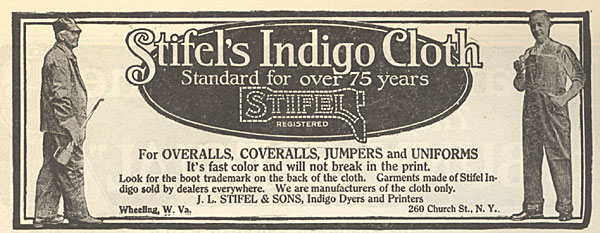 Stifel's Indigo Cloth
Standard for over 75 years
STIFEL
REGISTERED
For OVERALLS, COVERALLS, JUMPERS and UNIFORMS
It's fast color and will not break in the print.
Look for the boot trademark on the back of the cloth. Garments made of Stifel In-
digo sold by dealers everywhere. We are manufacturers of the cloth only.
J. L. STIFEL & SONS, Indigo Dyers and Printers
Wheeling, W. Va. 260 Church St., N. Y.